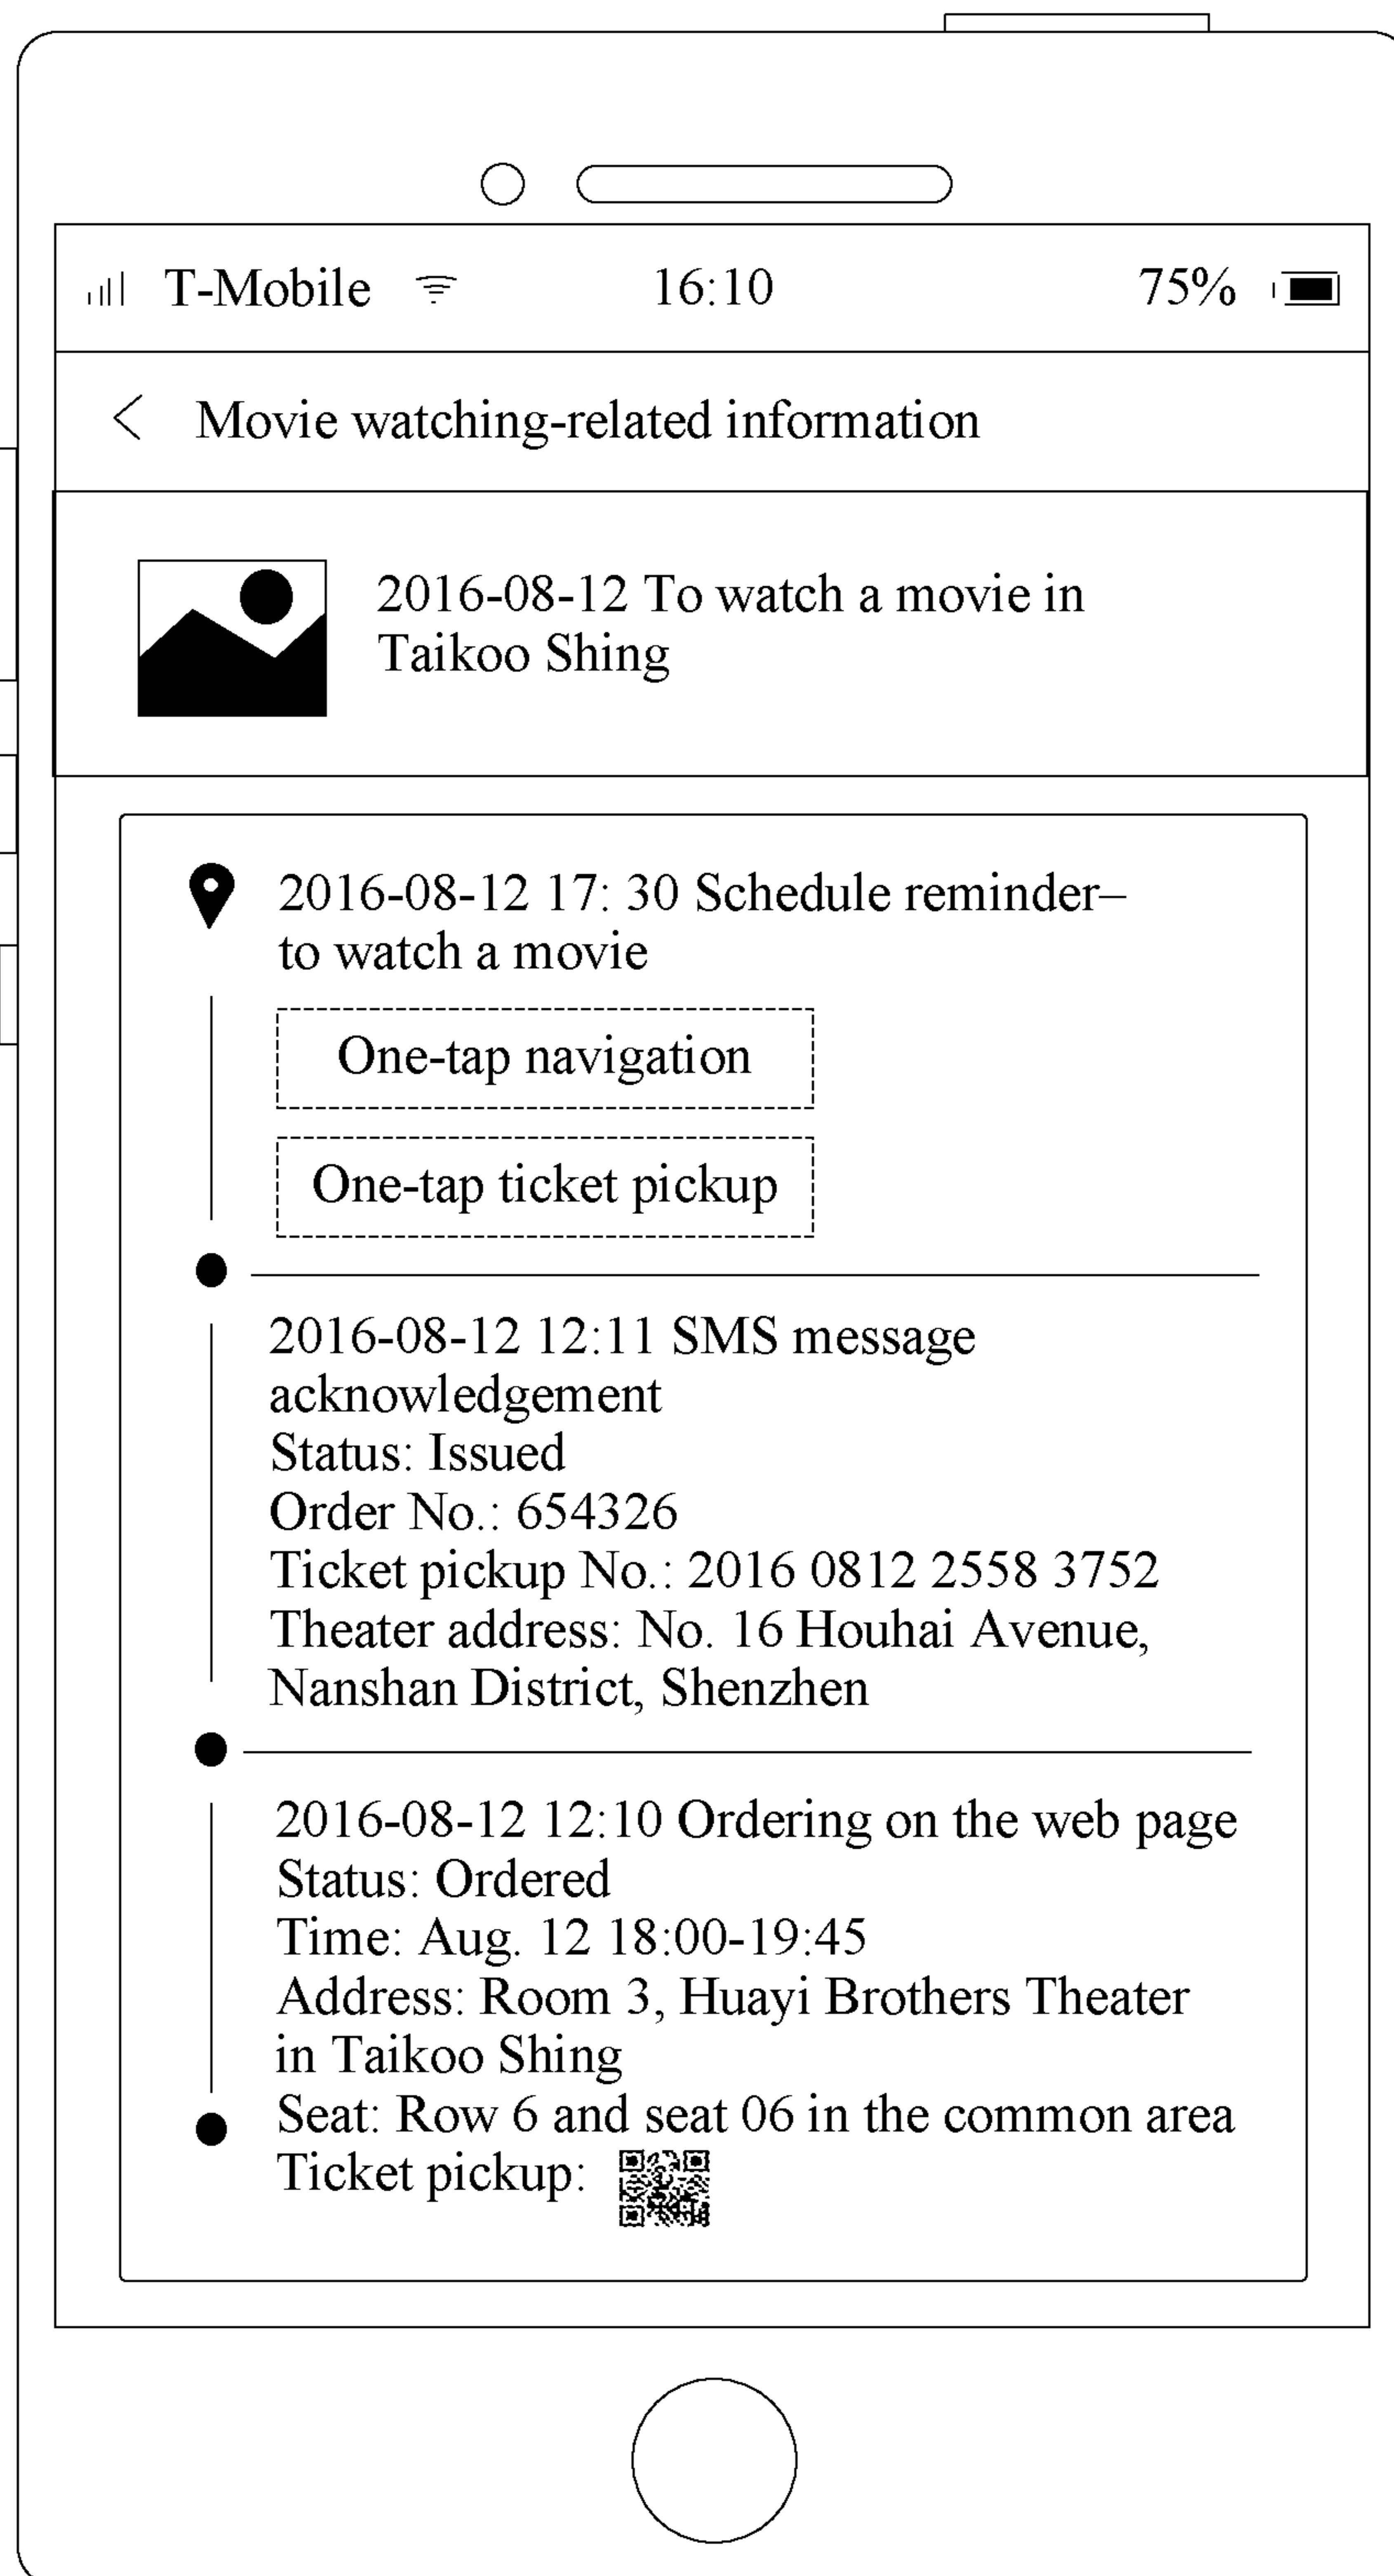 T-Mobile 16:10 75%
Movie watching-related information
2016-08-12 To watch a movie in
Taikoo Shing
2016-08-12 17: 30 Schedule reminder–
to watch a movie
One-tap navigation
One-tap ticket pickup
2016-08-12 12:11 SMS message
acknowledgement
Status: Issued
Order No.: 654326
Ticket pickup No.: 2016 0812 2558 3752
Theater address: No. 16 Houhai Avenue,
Nanshan District, Shenzhen
2016-08-12 12:10 Ordering on the web page
Status: Ordered
Time: Aug. 12 18:00-19:45
Address: Room 3, Huayi Brothers Theater
in Taikoo Shing
Seat: Row 6 and seat 06 in the common area
Ticket pickup: